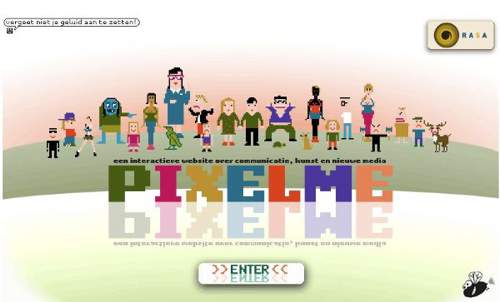 vergeet niet je geluid aan te zetten!
RASA
een interactieve website over communicatie, kunst en nieuwe media
PIXELME
>> ENTER <<